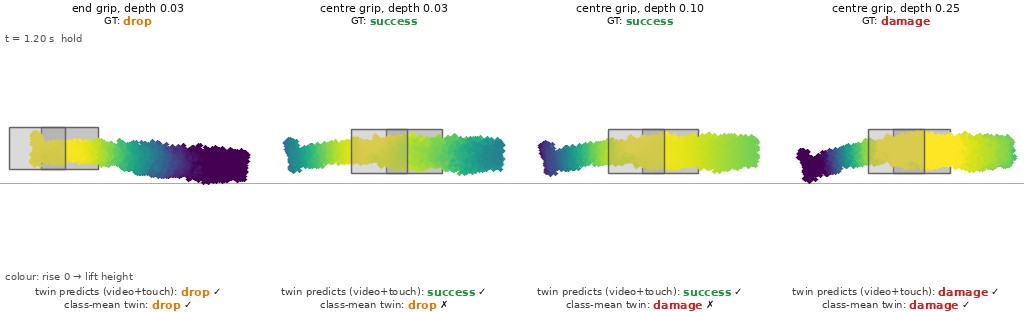 end grip, depth 0.03
GT: drop
centre grip, depth 0.03
GT: success
centre grip, depth 0.10
GT: success
centre grip, depth 0.25
GT: damage
t = 1.20 s  hold
colour: rise 0 → lift height
twin predicts (video+touch): drop ✓
class-mean twin: drop ✓
twin predicts (video+touch): success ✓
class-mean twin: drop ✗
twin predicts (video+touch): success ✓
class-mean twin: damage ✗
twin predicts (video+touch): damage ✓
class-mean twin: damage ✓